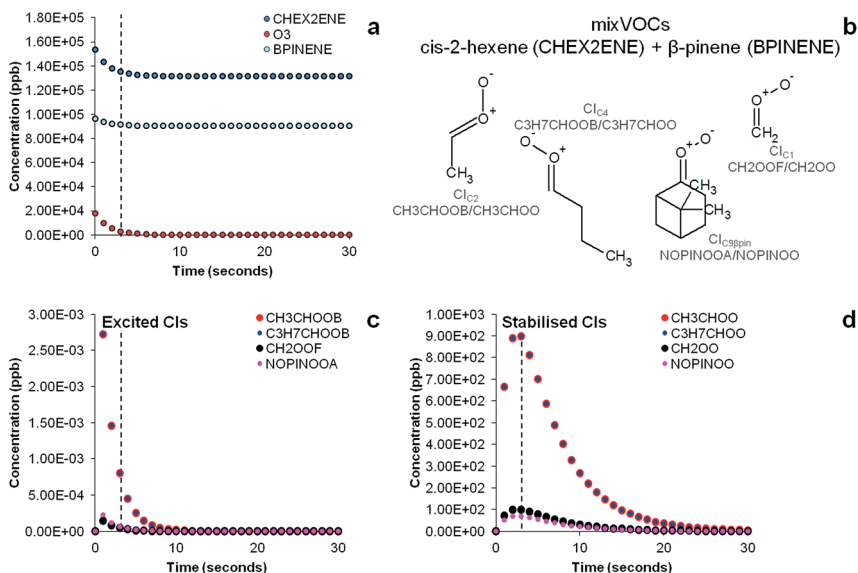 a
1.80E+05
1.60E+05
1.40E+05
1.20E+05
1.00E+05
8.00E+04
6.00E+04
4.00E+04
2.00E+04
0.00E+00
Concentration (ppb)
CHEX2ENE
O3
BPINENE
0
10
20
30
Time (seconds)
b
mixVOCs
cis-2-hexene (CHEX2ENE) + β-pinene (BPINENE)
O-
O+
CH3
CIC2
CH3CHOOB/CH3CHOO
CIC4
C3H7CHOOB/C3H7CHOO
O-
O+
CH3
O-
O+
CH2
CIC1
CH2OOF/CH2OO
O-
O+
CH3
CH3
CIC9βpin
NOPINOOA/NOPINOO
c
Excited CIs
3.00E-03
2.50E-03
2.00E-03
1.50E-03
1.00E-03
5.00E-04
0.00E+00
Concentration (ppb)
CH3CHOOB
C3H7CHOOB
CH2OOF
NOPINOOA
0
10
20
30
Time (seconds)
d
Stabilised CIs
1.00E+03
9.00E+02
8.00E+02
7.00E+02
6.00E+02
5.00E+02
4.00E+02
3.00E+02
2.00E+02
1.00E+02
0.00E+00
Concentration (ppb)
CH3CHOO
C3H7CHOO
CH2OO
NOPINOO
0
10
20
30
Time (seconds)